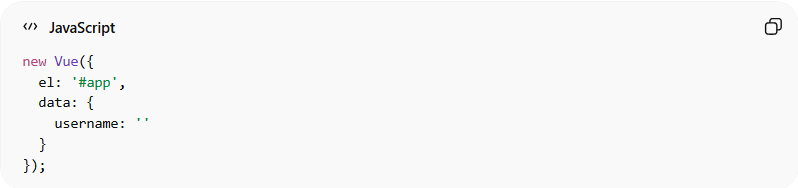 </> JavaScript
new Vue({
  el: '#app',
  data: {
    username: ''
  }
});